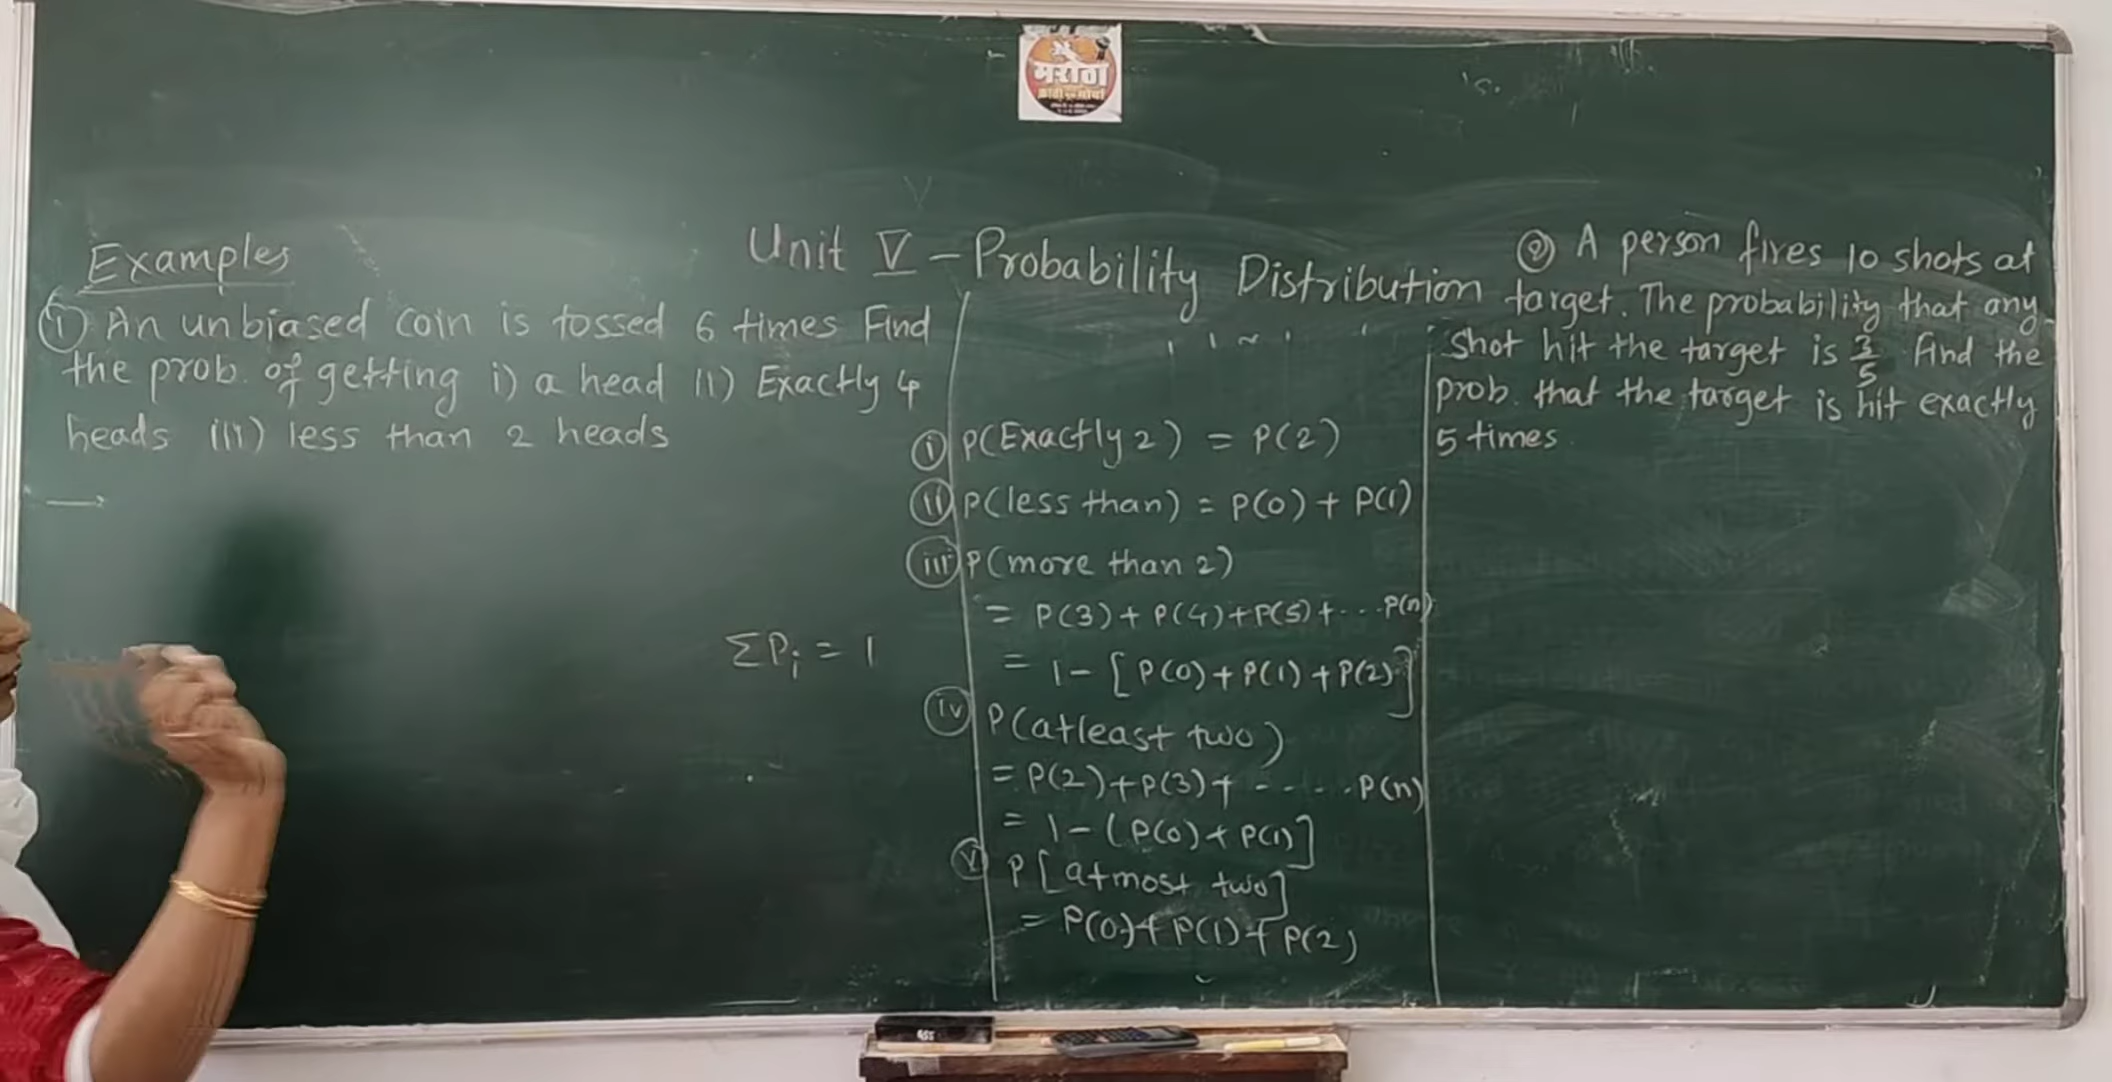 मराठा
Unit V - Probability Distribution
Examples
① An unbiased coin is tossed 6 times Find
the prob. of getting i) a head ii) Exactly 4
heads iii) less than 2 heads
→
ΣPi = 1
ⓘ P(Exactly 2) = P(2)
ⅱ P(less than) = P(0) + P(1)
ⅲ P(more than 2)
= P(3) + P(4) + P(5) + ... P(n)
= 1 - [P(0) + P(1) + P(2)]
ⅳ P(atleast two)
= P(2) + P(3) + ----- P(n)
= 1 - (P(0) + P(1)]
ⅴ P[atmost two]
= P(0) + P(1) + P(2)
② A person fires 10 shots at
target. The probability that any
shot hit the target is 3/5 find the
prob. that the target is hit exactly
5 times.